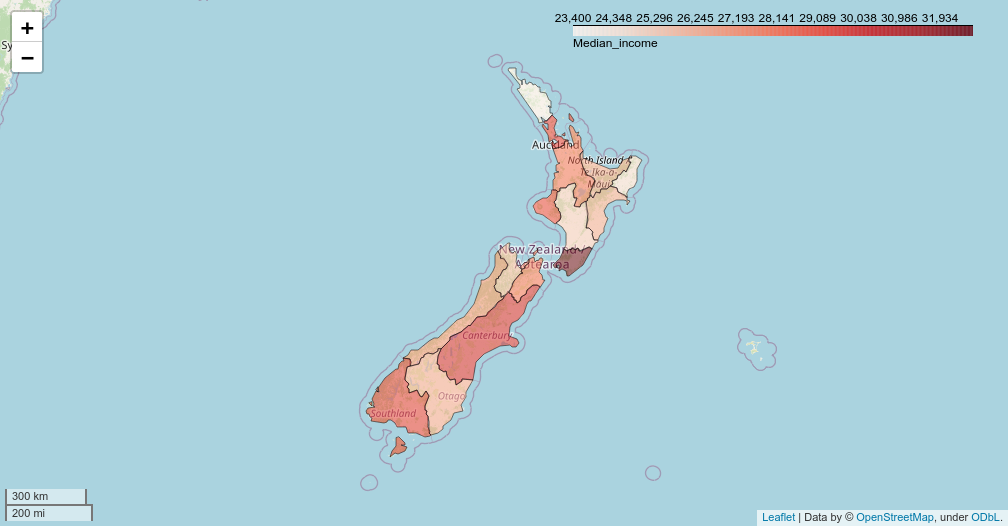 +
−
Sy
23,400 24,348 25,296 26,245 27,193 28,141 29,089 30,038 30,986 31,934
Median_income
Auckland
North Island /
Te Ika-a-
Māui
New Zealand /
Aotearoa
Canterbury
Otago
Southland
300 km
200 mi
Leaflet | Data by © OpenStreetMap, under ODbL.